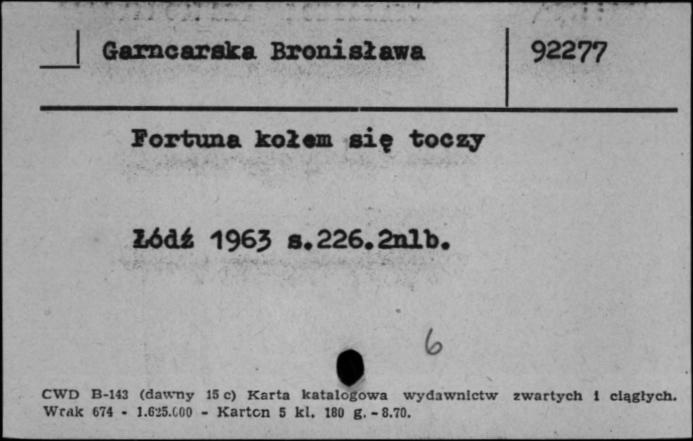 Garncarska Bronisława 92277
Fortuna kołem się toczy
Łódź 1963 s.226.2nlb.
6
CWD B-143 (dawny 15 c) Karta katalogowa wydawnictw zwartych i ciągłych.
Wrak 674 - 1.625.000 - Karton 5 kl. 180 g. - 8.70.